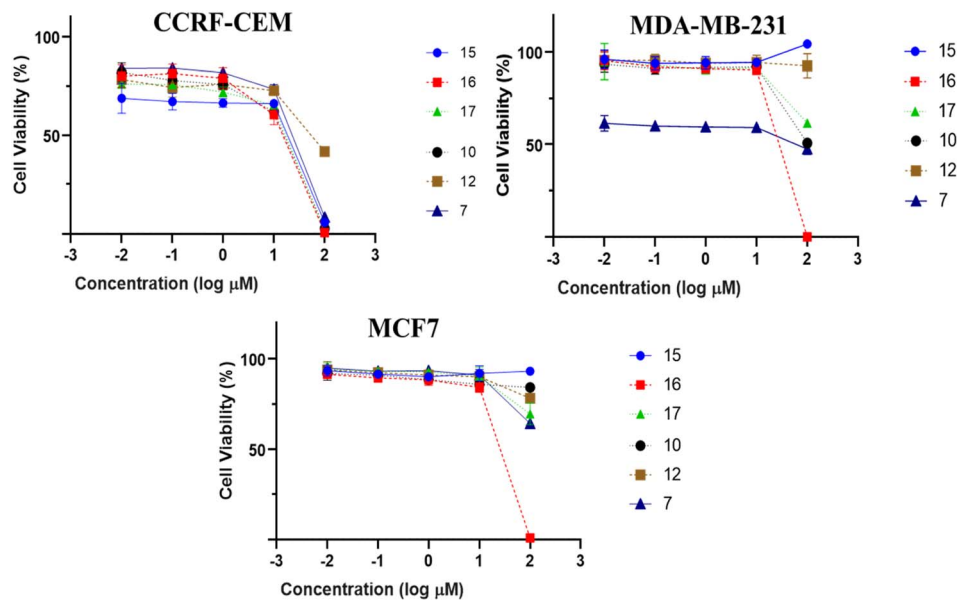 CCRF-CEM
Cell Viability (%)
100
50
-3 -2 -1 0 1 2 3
Concentration (log μM)
15
16
17
10
12
7
MDA-MB-231
Cell Viability (%)
100
50
0
-3 -2 -1 0 1 2 3
Concentration (log μM)
15
16
17
10
12
7
MCF7
Cell Viability (%)
100
50
-3 -2 -1 0 1 2 3
Concentration (log μM)
15
16
17
10
12
7